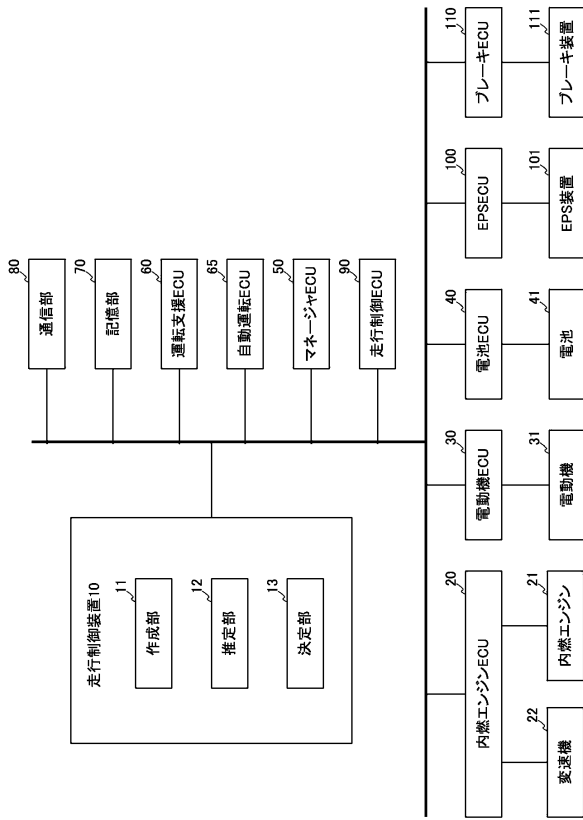 走行制御装置10
11
作成部
12
推定部
13
決定部
80
通信部
70
記憶部
60
運転支援ECU
65
自動運転ECU
50
マネージャECU
90
走行制御ECU
20
内燃エンジンECU
22
変速機
21
内燃エンジン
30
電動機ECU
31
電動機
40
電池ECU
41
電池
100
EPSECU
101
EPS装置
110
ブレーキECU
111
ブレーキ装置